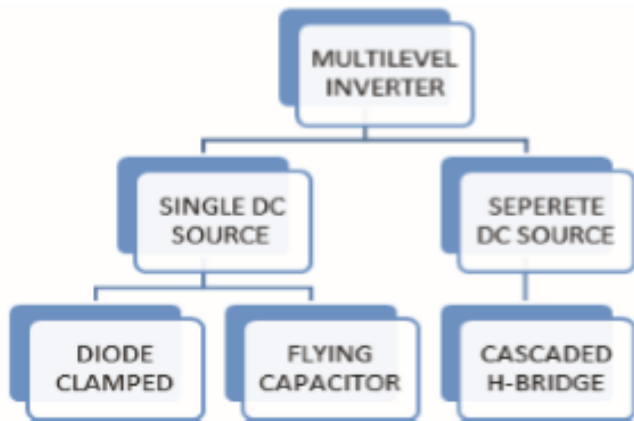 MULTILEVEL
INVERTER
SINGLE DC
SOURCE
SEPERETE
DC SOURCE
DIODE
CLAMPED
FLYING
CAPACITOR
CASCADED
H-BRIDGE